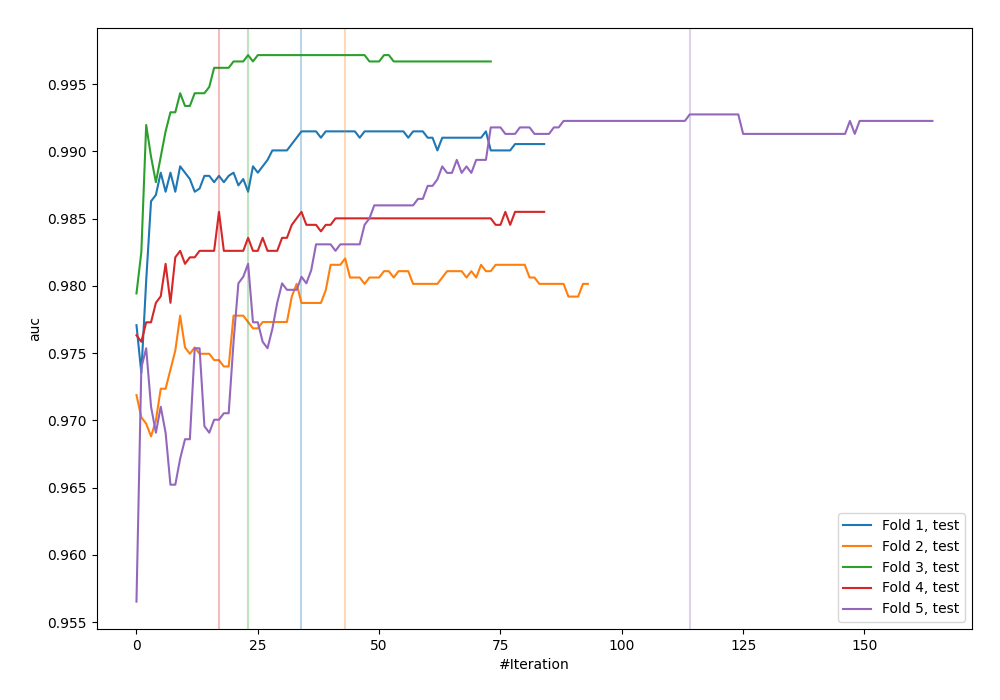 0.995
0.990
0.985
0.980
0.975
0.970
0.965
0.960
0.955
auc
0
25
50
75
100
125
150
#Iteration
Fold 1, test
Fold 2, test
Fold 3, test
Fold 4, test
Fold 5, test